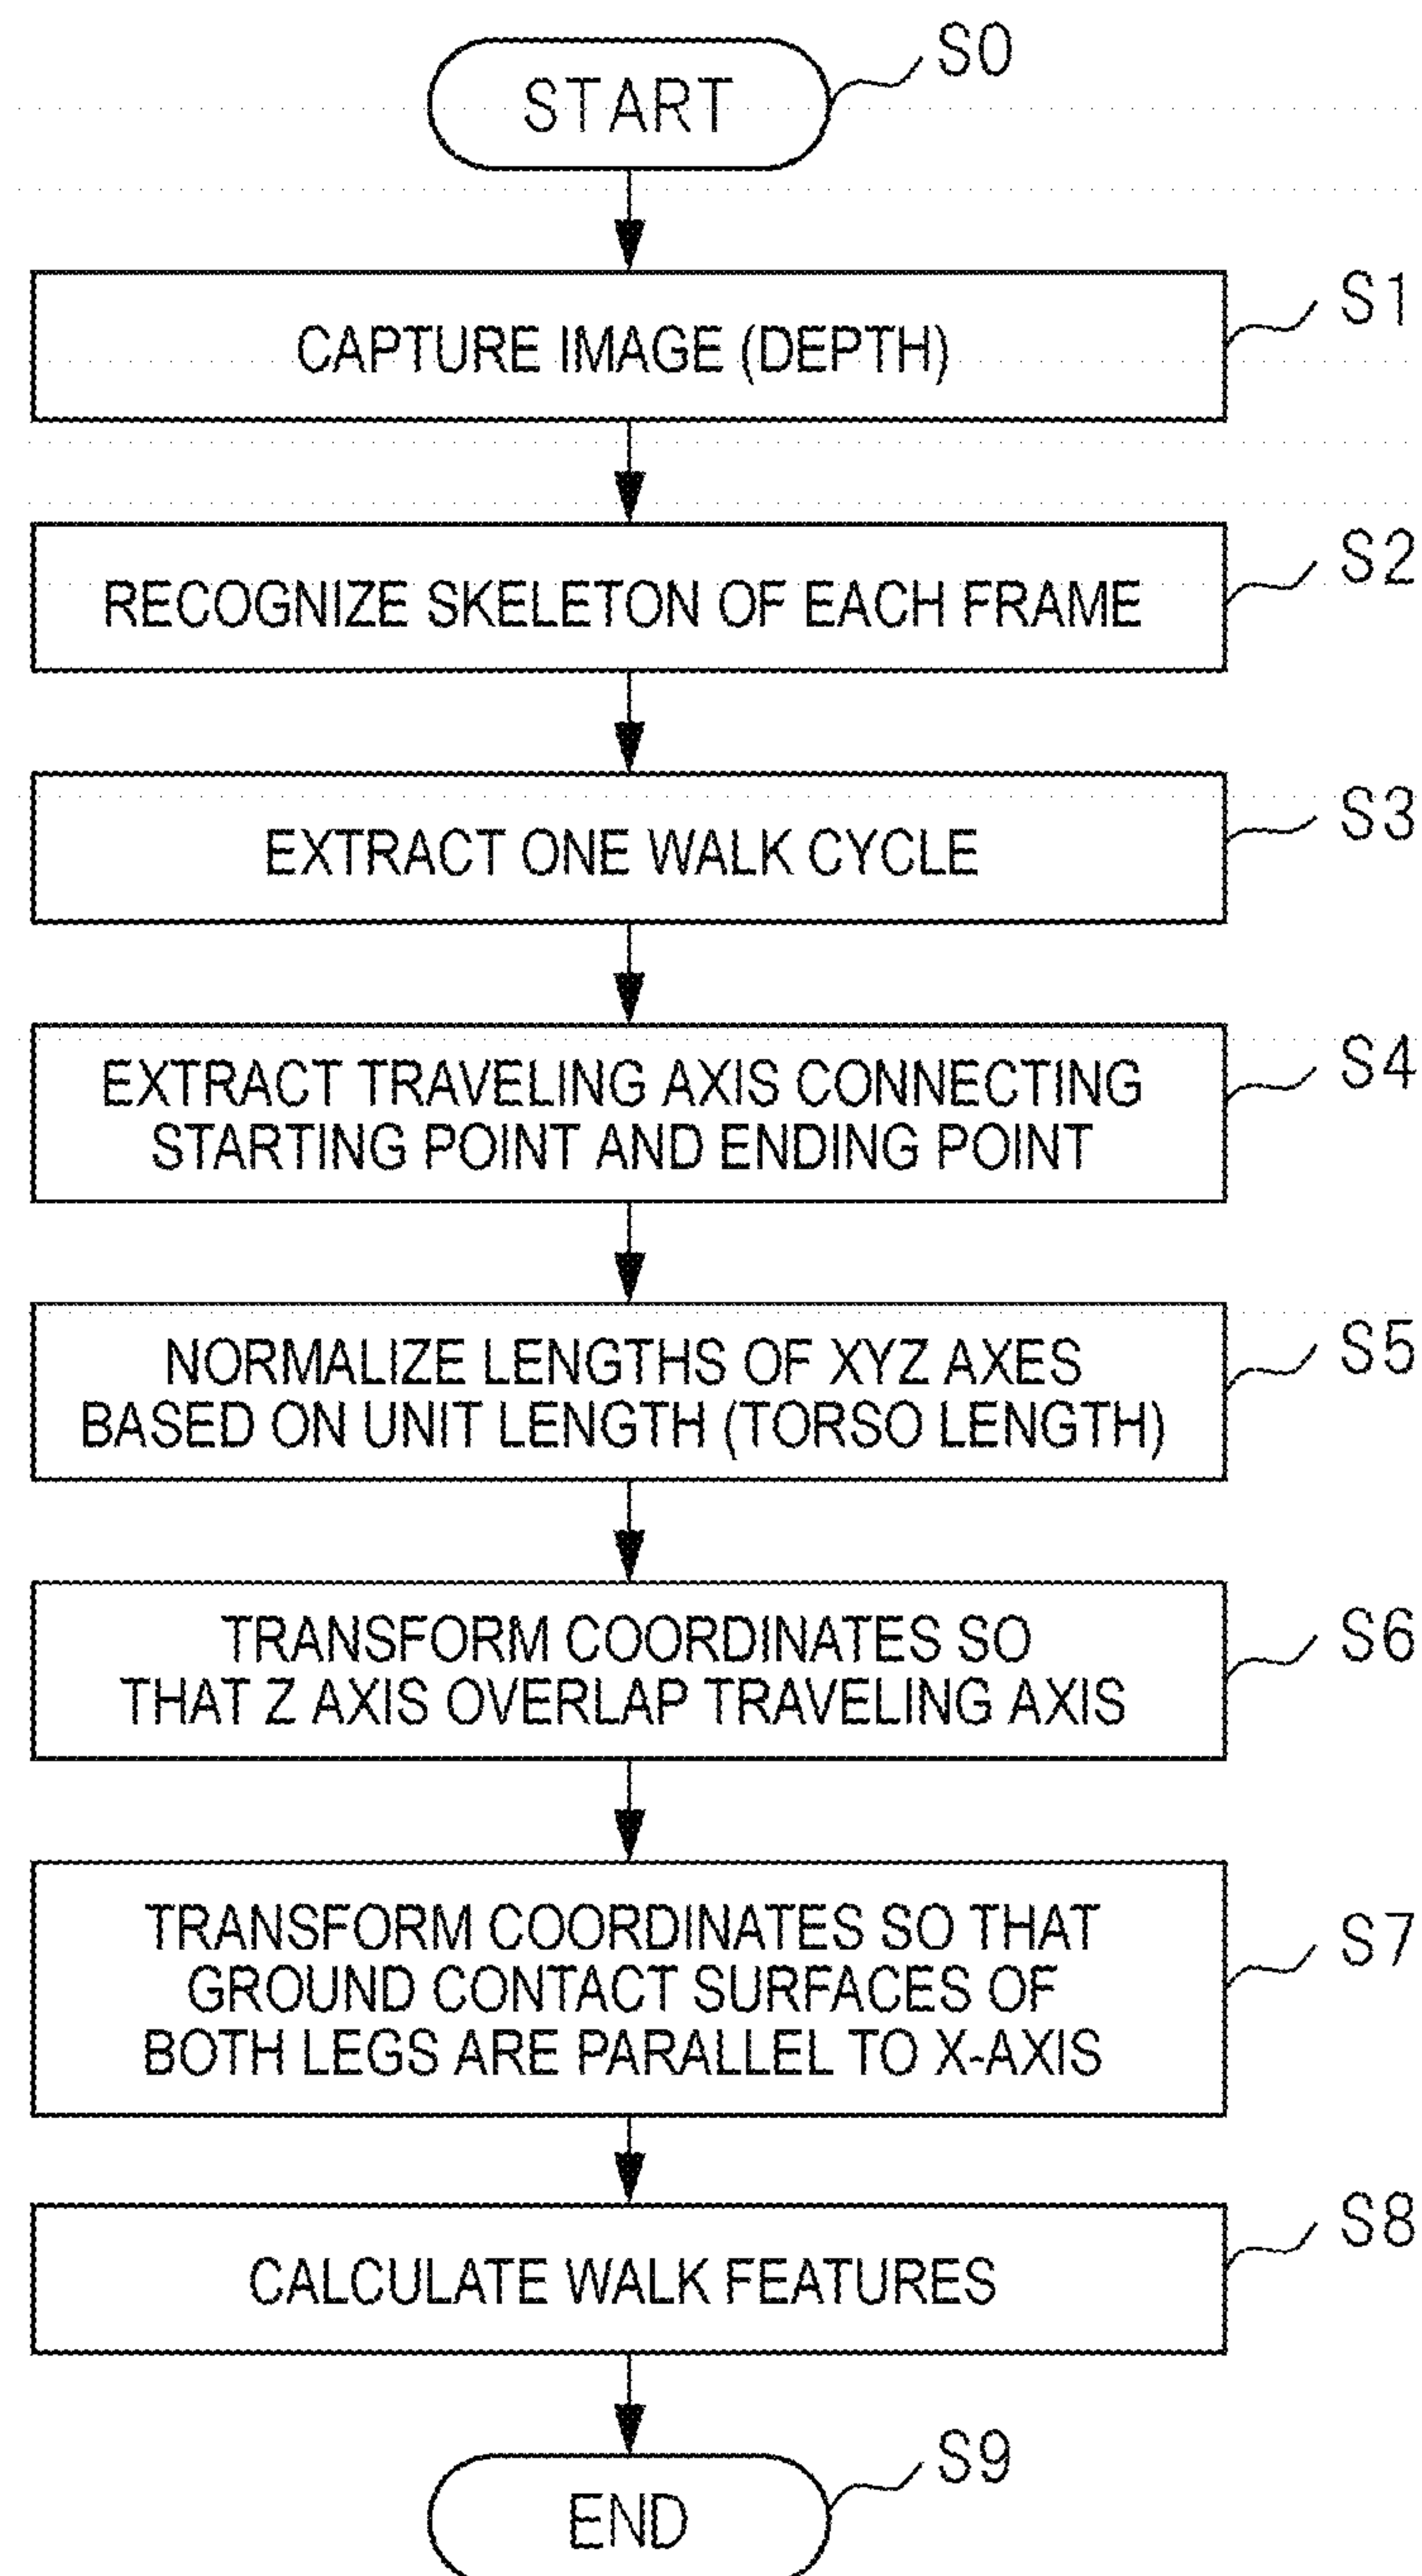 START
S0
CAPTURE IMAGE (DEPTH)
S1
RECOGNIZE SKELETON OF EACH FRAME
S2
EXTRACT ONE WALK CYCLE
S3
EXTRACT TRAVELING AXIS CONNECTING
STARTING POINT AND ENDING POINT
S4
NORMALIZE LENGTHS OF XYZ AXES
BASED ON UNIT LENGTH (TORSO LENGTH)
S5
TRANSFORM COORDINATES SO
THAT Z AXIS OVERLAP TRAVELING AXIS
S6
TRANSFORM COORDINATES SO THAT
GROUND CONTACT SURFACES OF
BOTH LEGS ARE PARALLEL TO X-AXIS
S7
CALCULATE WALK FEATURES
S8
END
S9